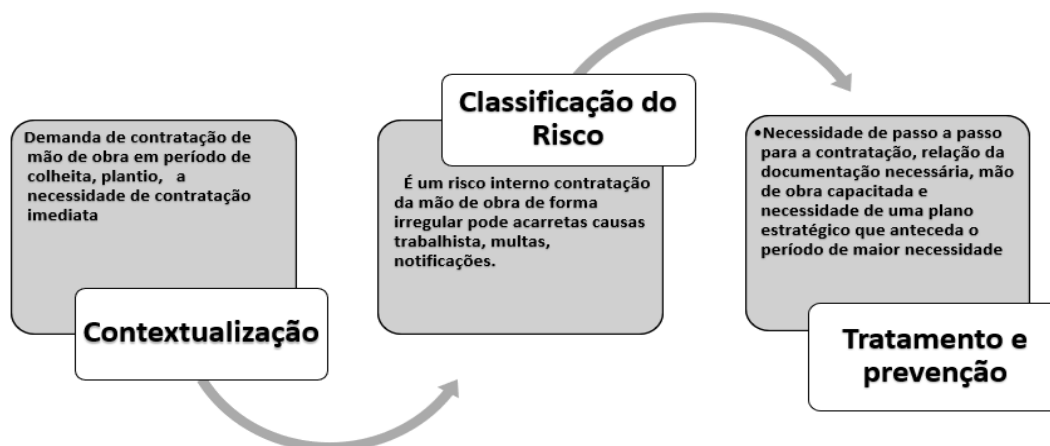 Demanda de contratação de
mão de obra em período de
colheita, plantio, a
necessidade de contratação
imediata
Contextualização
Classificação do
Risco
É um risco interno contratação
da mão de obra de forma
irregular pode acarretas causas
trabalhista, multas,
notificações.
•Necessidade de passo a passo
para a contratação, relação da
documentação necessária, mão
de obra capacitada e
necessidade de uma plano
estratégico que anteceda o
período de maior necessidade
Tratamento e
prevenção